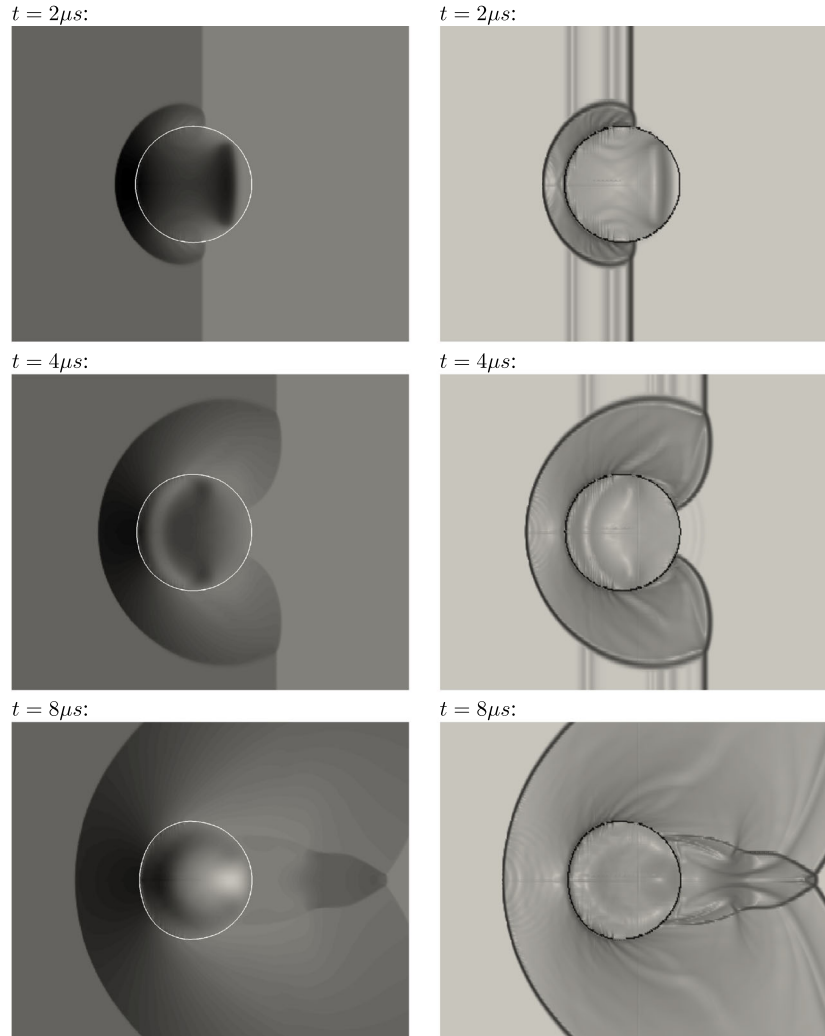 t = 2μs: t = 2μs:
t = 4μs: t = 4μs:
t = 8μs: t = 8μs: